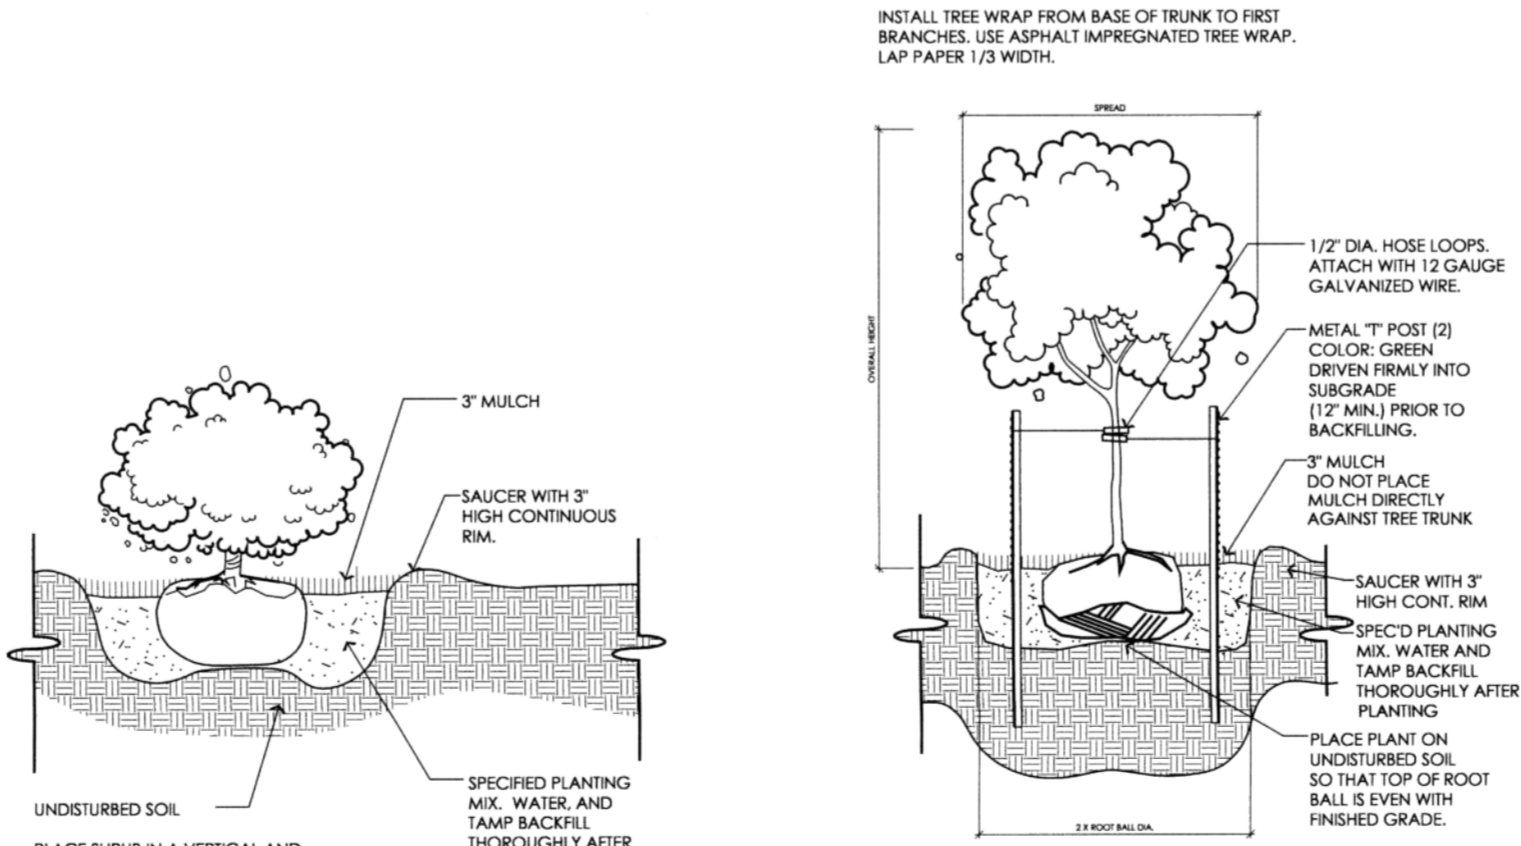 INSTALL TREE WRAP FROM BASE OF TRUNK TO FIRST
BRANCHES. USE ASPHALT IMPREGNATED TREE WRAP.
LAP PAPER 1/3 WIDTH.
SPREAD
OVERALL HEIGHT
1/2" DIA. HOSE LOOPS.
ATTACH WITH 12 GAUGE
GALVANIZED WIRE.
METAL "T" POST (2)
COLOR: GREEN
DRIVEN FIRMLY INTO
SUBGRADE
(12" MIN.) PRIOR TO
BACKFILLING.
3" MULCH
DO NOT PLACE
MULCH DIRECTLY
AGAINST TREE TRUNK
SAUCER WITH 3"
HIGH CONT. RIM
SPEC'D PLANTING
MIX. WATER AND
TAMP BACKFILL
THOROUGHLY AFTER
PLANTING
PLACE PLANT ON
UNDISTURBED SOIL
SO THAT TOP OF ROOT
BALL IS EVEN WITH
FINISHED GRADE.
2 X ROOT BALL DIA.
3" MULCH
SAUCER WITH 3"
HIGH CONTINUOUS
RIM.
SPECIFIED PLANTING
MIX. WATER, AND
TAMP BACKFILL
THOROUGHLY AFTER
UNDISTURBED SOIL
PLACE SHRUB IN A VERTICAL AND